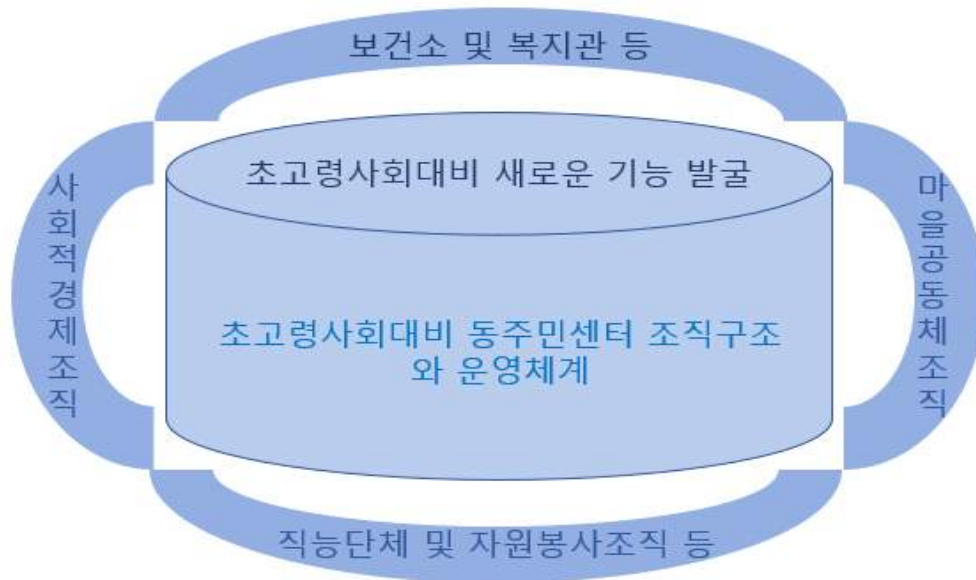 보건소 및 복지관 등
초고령사회대비 새로운 기능 발굴
사회적경제조직
마을공동체조직
초고령사회대비 동주민센터 조직구조
와 운영체계
직능단체 및 자원봉사조직 등